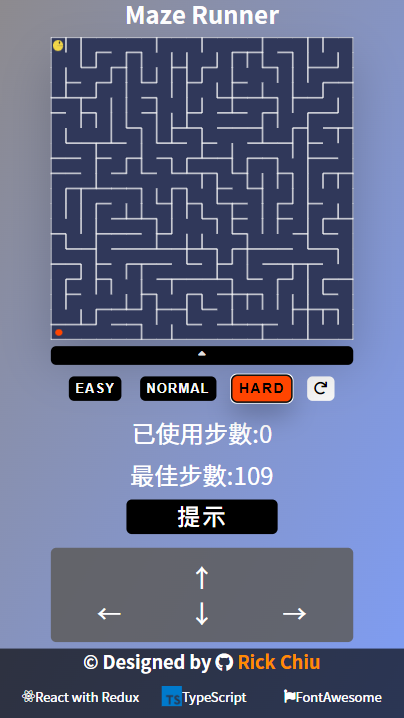 Maze Runner
EASY NORMAL HARD
已使用步數:0
最佳步數:109
提示
↑
← ↓ →
© Designed by Rick Chiu
React with Redux TS TypeScript FontAwesome